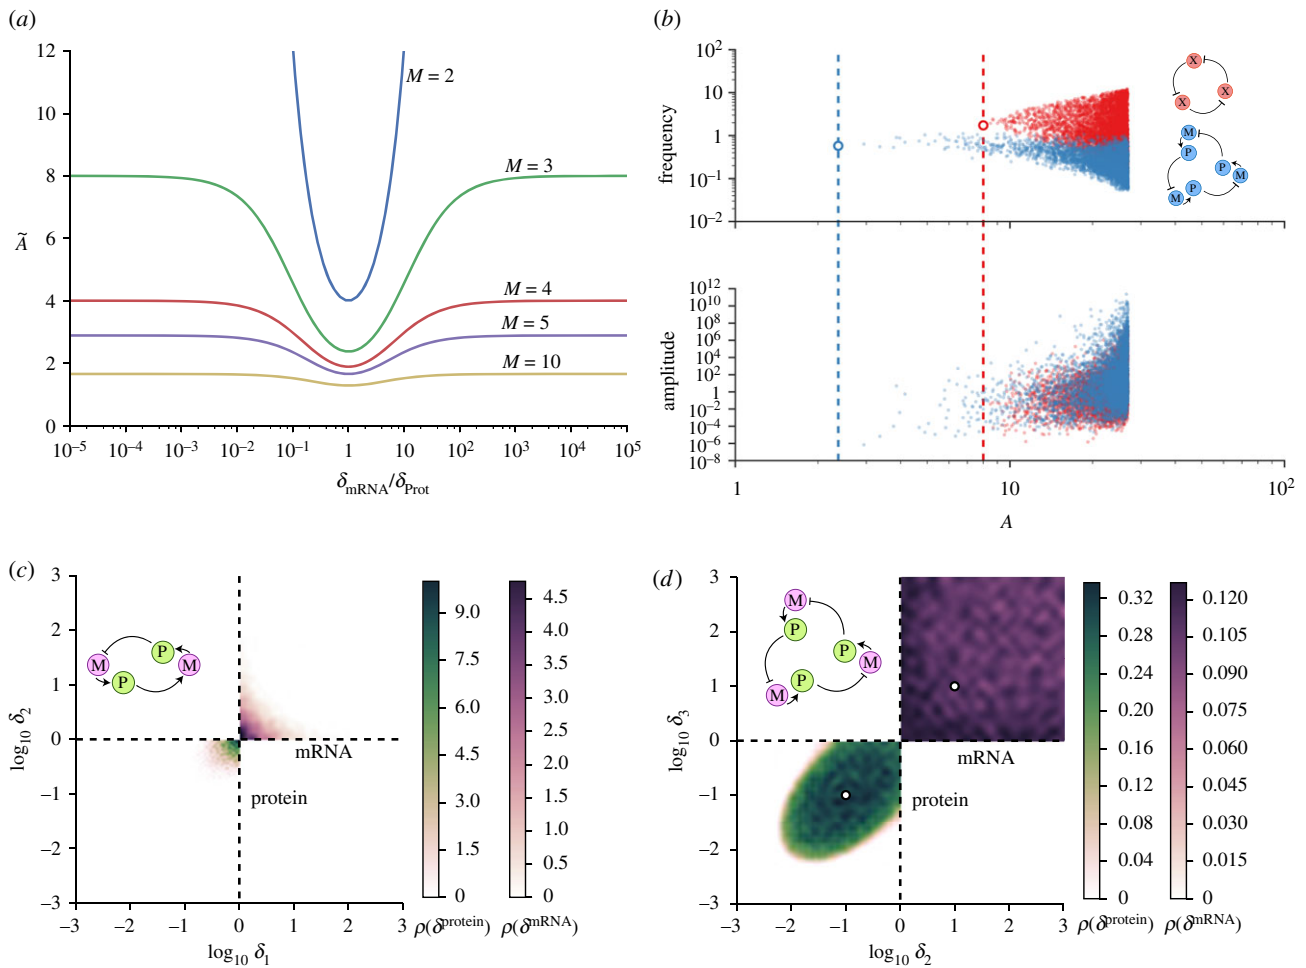 (a)
12
10
8
6
4
2
0
Ã
M = 2
M = 3
M = 4
M = 5
M = 10
10⁻⁵ 10⁻⁴ 10⁻³ 10⁻² 10⁻¹ 1 10 10² 10³ 10⁴ 10⁵
δmRNA/δProt
(b)
10²
10
1
10⁻¹
10⁻²
frequency
X
X
X
M
P
P
M
P
M
10¹²
10¹⁰
10⁸
10⁶
10⁴
10²
1
10⁻²
10⁻⁴
10⁻⁶
10⁻⁸
amplitude
1 10 10²
A
(c)
3
2
1
0
−1
−2
−3
log₁₀ δ₂
P
M M
P
mRNA
protein
−3 −2 −1 0 1 2 3
log₁₀ δ₁
9.0
7.5
6.0
4.5
3.0
1.5
0
ρ(δᵖʳᵒᵗᵉⁱⁿ)
4.5
4.0
3.5
3.0
2.5
2.0
1.5
1.0
0.5
0
ρ(δᵐᴿᴺᴬ)
(d)
3
2
1
0
−1
−2
−3
log₁₀ δ₃
M
P
P
M
P
M
mRNA
protein
−3 −2 −1 0 1 2 3
log₁₀ δ₂
0.32
0.28
0.24
0.20
0.16
0.12
0.08
0.04
0
ρ(δᵖʳᵒᵗᵉⁱⁿ)
0.120
0.105
0.090
0.075
0.060
0.045
0.030
0.015
0
ρ(δᵐᴿᴺᴬ)